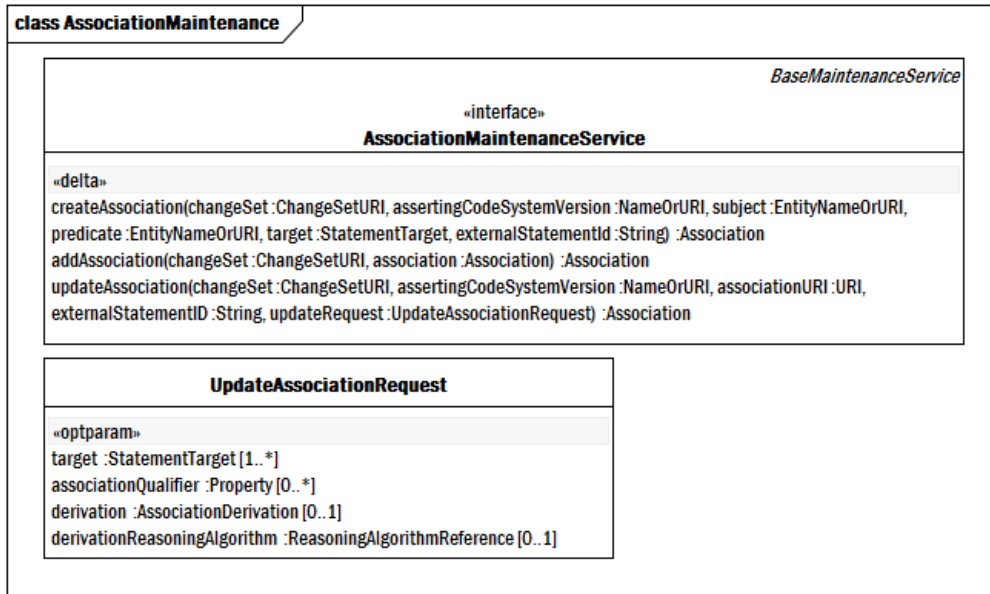 class AssociationMaintenance
BaseMaintenanceService
«interface»
AssociationMaintenanceService
«delta»
createAssociation(changeSet :ChangeSetURI, assertingCodeSystemVersion :NameOrURI, subject :EntityNameOrURI,
predicate :EntityNameOrURI, target :StatementTarget, externalStatementId :String) :Association
addAssociation(changeSet :ChangeSetURI, association :Association) :Association
updateAssociation(changeSet :ChangeSetURI, assertingCodeSystemVersion :NameOrURI, associationURI :URI,
externalStatementID :String, updateRequest :UpdateAssociationRequest) :Association
UpdateAssociationRequest
«optparam»
target :StatementTarget [1..*]
associationQualifier :Property [0..*]
derivation :AssociationDerivation [0..1]
derivationReasoningAlgorithm :ReasoningAlgorithmReference [0..1]